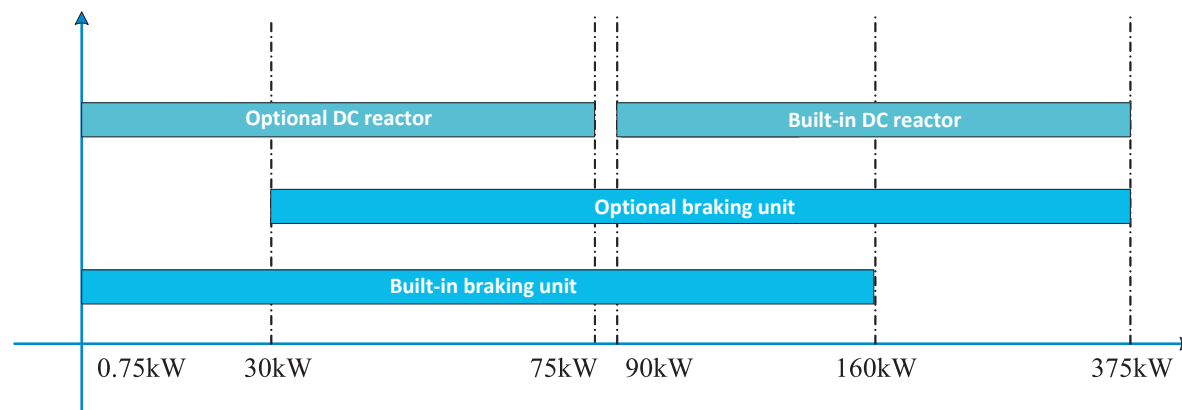 Optional DC reactor
Built-in DC reactor
Optional braking unit
Built-in braking unit
0.75kW 30kW 75kW 90kW 160kW 375kW